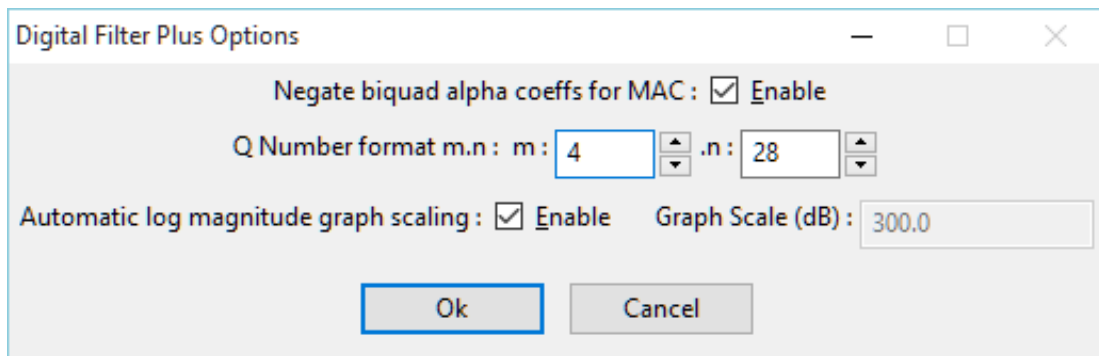 Digital Filter Plus Options
Negate biquad alpha coeffs for MAC : Enable
Q Number format m.n : m : 4 .n : 28
Automatic log magnitude graph scaling : Enable Graph Scale (dB) : 300.0
Ok Cancel